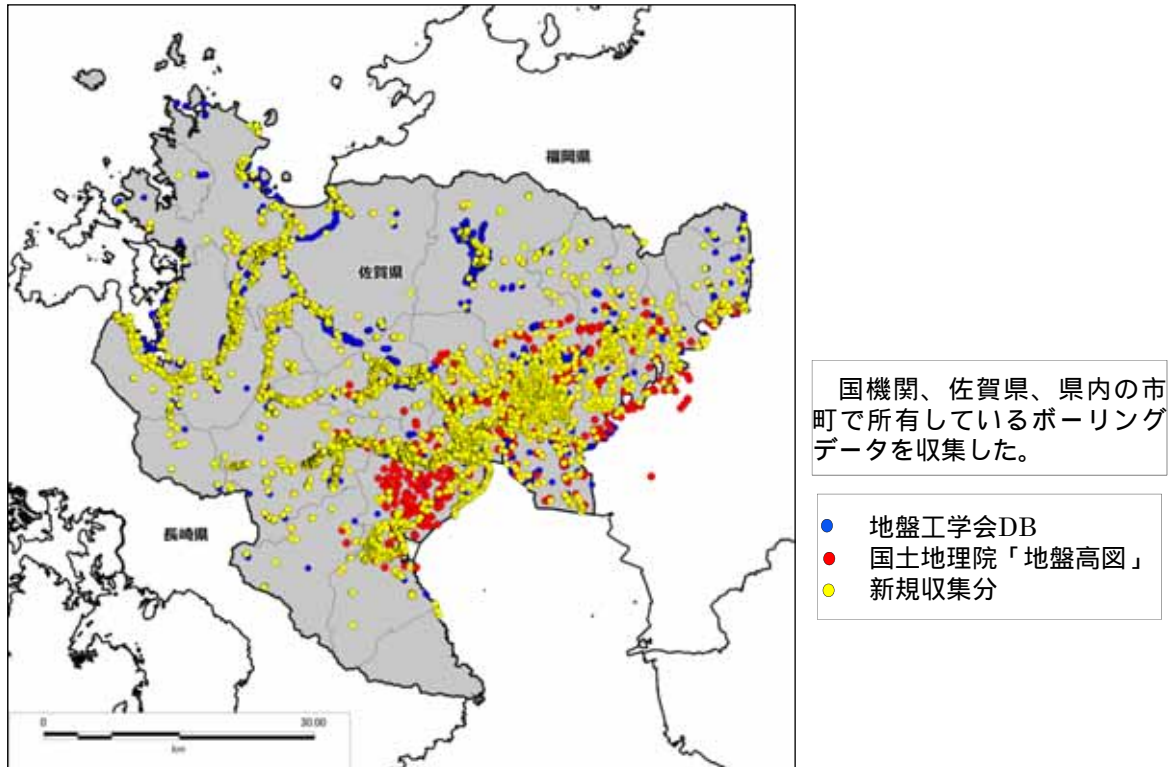 福岡県
佐賀県
長崎県
0 30.00
km
国機関、佐賀県、県内の市
町で所有しているボーリング
データを収集した。
地盤工学会DB
国土地理院「地盤高図」
新規収集分